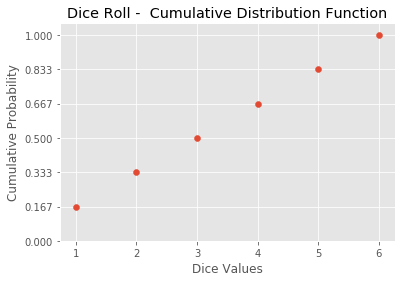 Dice Roll -  Cumulative Distribution Function
1.000
0.833
0.667
0.500
0.333
0.167
0.000
Cumulative Probability
1 2 3 4 5 6
Dice Values